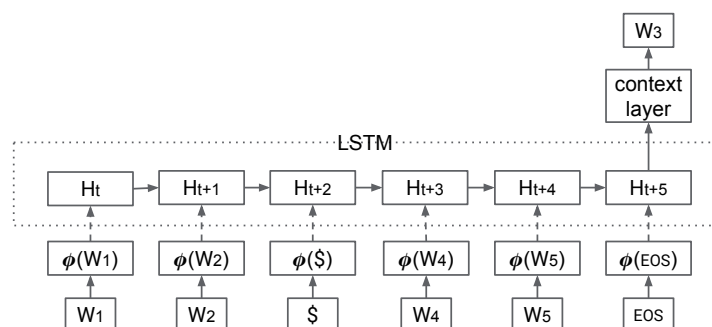 W3
context
layer
LSTM
Ht Ht+1 Ht+2 Ht+3 Ht+4 Ht+5
ϕ(W1) ϕ(W2) ϕ($) ϕ(W4) ϕ(W5) ϕ(EOS)
W1 W2 $ W4 W5 EOS